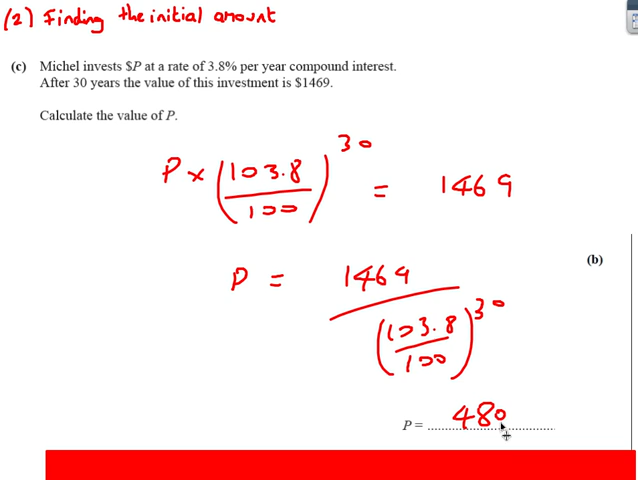 (2) Finding the initial amount
(c) Michel invests $P at a rate of 3.8% per year compound interest.
After 30 years the value of this investment is $1469.
Calculate the value of P.
P × (103.8/100)^30 = 1469
(b)
P = 1469/(103.8/100)^30
P = 480